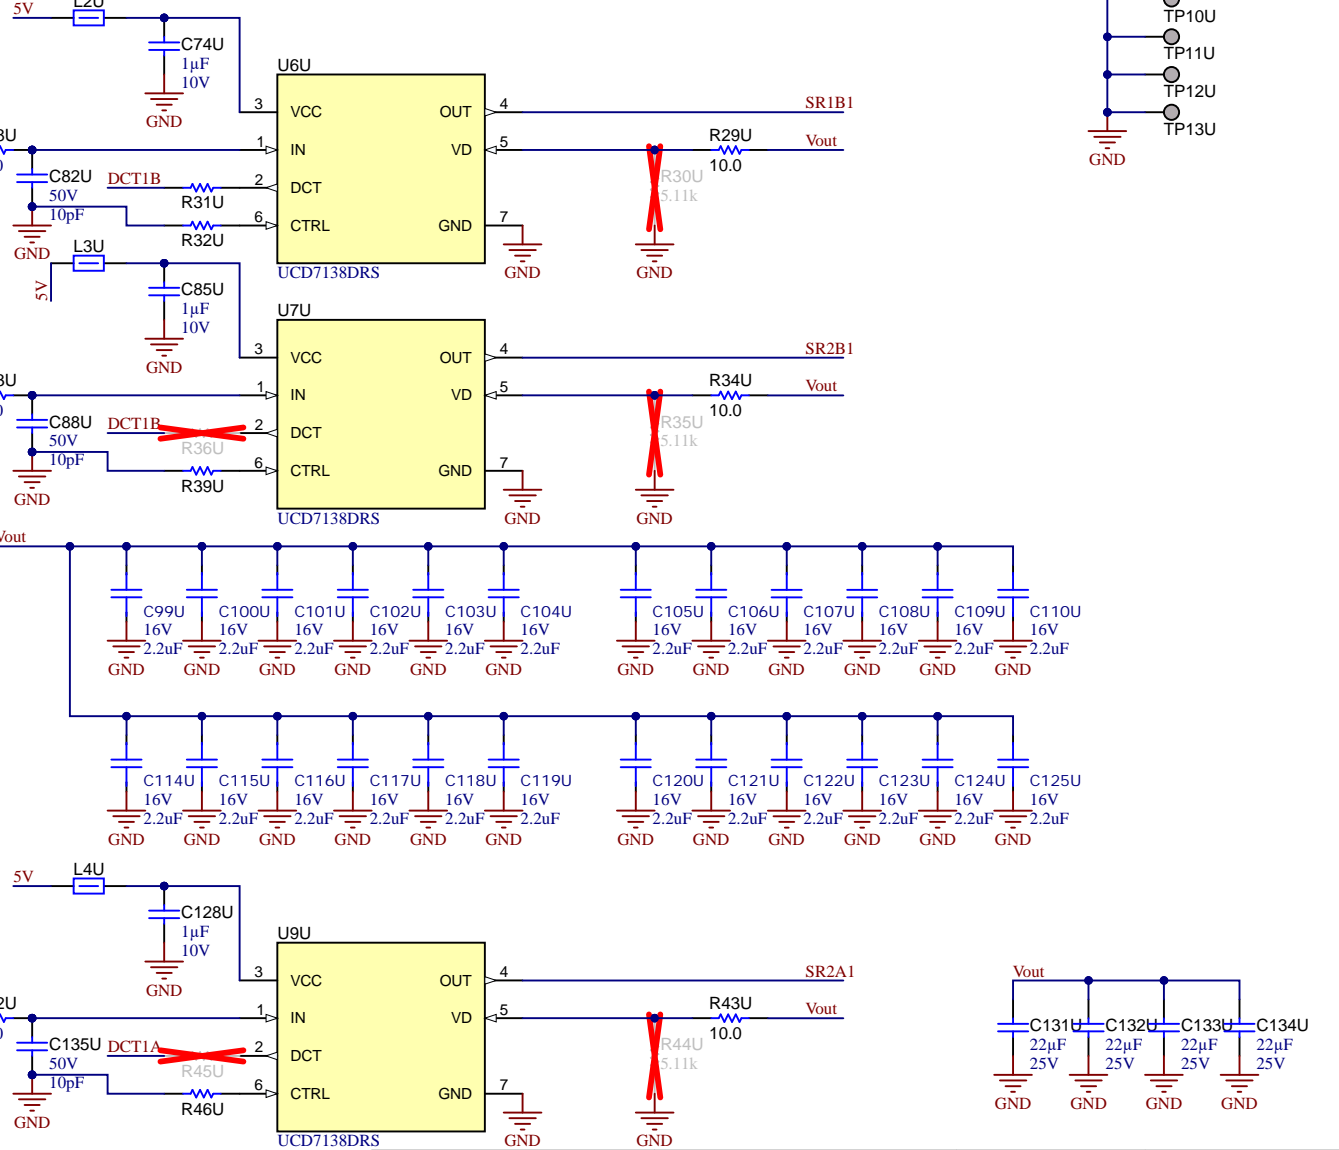 5V
L2U
C74U
1µF
10V
GND
U6U
3
VCC
OUT
4
SR1B1
1
IN
VD
5
R29U
10.0
Vout
C82U
50V
10pF
GND
DCT1B
R31U
2
DCT
R30U
5.11k
GND
R32U
6
CTRL
GND
7
GND
UCD7138DRS
TP10U
TP11U
TP12U
TP13U
GND
5V
L3U
C85U
1µF
10V
GND
U7U
3
VCC
OUT
4
SR2B1
1
IN
VD
5
R34U
10.0
Vout
C88U
50V
10pF
GND
DCT1B
R36U
2
DCT
R35U
5.11k
GND
R39U
6
CTRL
GND
7
GND
UCD7138DRS
Vout
C99U C100U C101U C102U C103U C104U C105U C106U C107U C108U C109U C110U
16V 16V 16V 16V 16V 16V 16V 16V 16V 16V 16V 16V
2.2uF 2.2uF 2.2uF 2.2uF 2.2uF 2.2uF 2.2uF 2.2uF 2.2uF 2.2uF 2.2uF 2.2uF
GND GND GND GND GND GND GND GND GND GND GND GND
C114U C115U C116U C117U C118U C119U C120U C121U C122U C123U C124U C125U
16V 16V 16V 16V 16V 16V 16V 16V 16V 16V 16V 16V
2.2uF 2.2uF 2.2uF 2.2uF 2.2uF 2.2uF 2.2uF 2.2uF 2.2uF 2.2uF 2.2uF 2.2uF
GND GND GND GND GND GND GND GND GND GND GND GND
5V
L4U
C128U
1µF
10V
GND
U9U
3
VCC
OUT
4
SR2A1
1
IN
VD
5
R43U
10.0
Vout
C135U
50V
10pF
GND
DCT1A
R45U
2
DCT
R44U
5.11k
GND
R46U
6
CTRL
GND
7
GND
UCD7138DRS
Vout
C131U C132U C133U C134U
22µF 22µF 22µF 22µF
25V 25V 25V 25V
GND GND GND GND